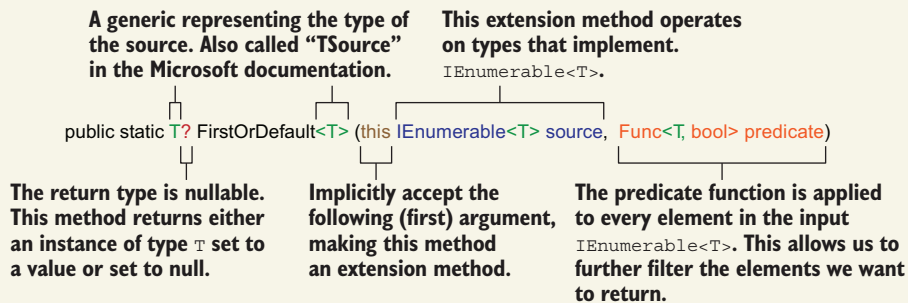 A generic representing the type of
the source. Also called “TSource”
in the Microsoft documentation.
This extension method operates
on types that implement.
IEnumerable<T>.
public static T? FirstOrDefault<T> (this IEnumerable<T> source, Func<T, bool> predicate)
The return type is nullable.
This method returns either
an instance of type T set to
a value or set to null.
Implicitly accept the
following (first) argument,
making this method
an extension method.
The predicate function is applied
to every element in the input
IEnumerable<T>. This allows us to
further filter the elements we want
to return.